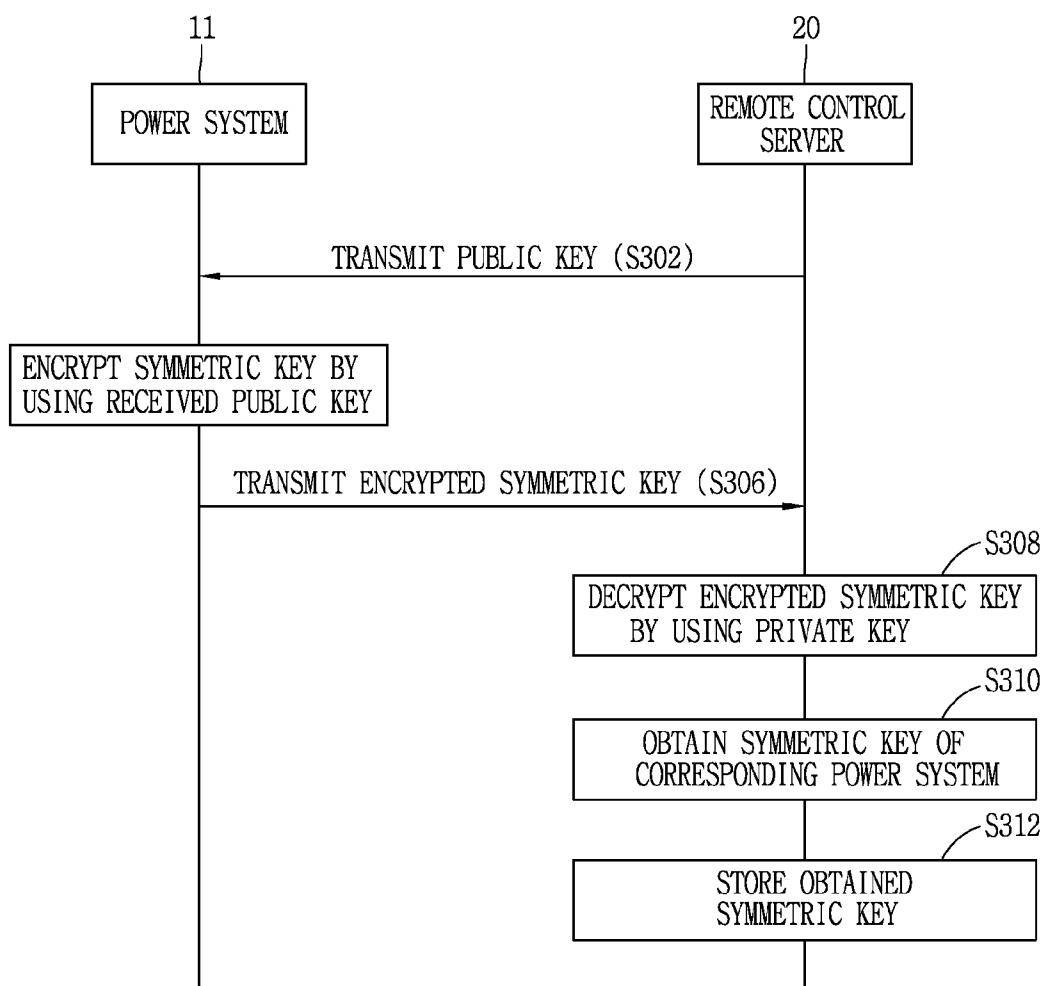 11
20
POWER SYSTEM
REMOTE CONTROL
SERVER
TRANSMIT PUBLIC KEY (S302)
ENCRYPT SYMMETRIC KEY BY
USING RECEIVED PUBLIC KEY
TRANSMIT ENCRYPTED SYMMETRIC KEY (S306)
S308
DECRYPT ENCRYPTED SYMMETRIC KEY
BY USING PRIVATE KEY
S310
OBTAIN SYMMETRIC KEY OF
CORRESPONDING POWER SYSTEM
S312
STORE OBTAINED
SYMMETRIC KEY